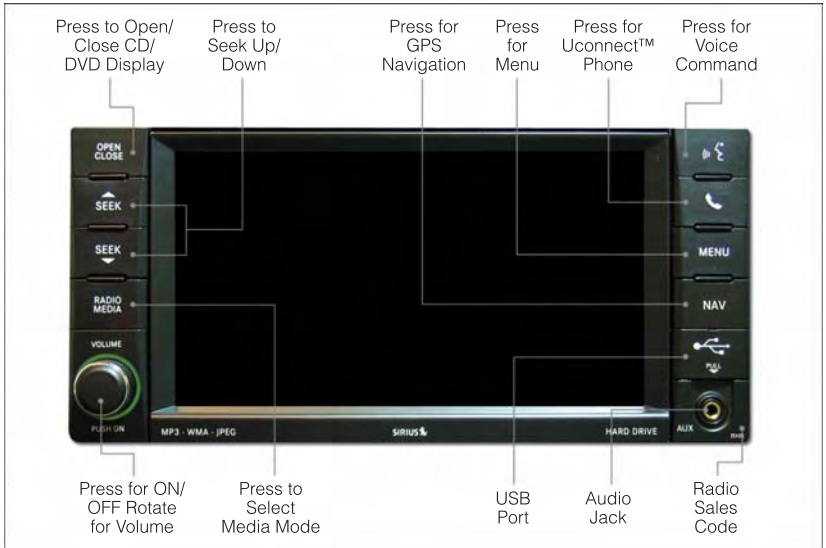 Press to Open/
Close CD/
DVD Display
Press to
Seek Up/
Down
Press for
GPS
Navigation
Press
for
Menu
Press for
Uconnect™
Phone
Press for
Voice
Command
OPEN
CLOSE
SEEK
SEEK
RADIO
MEDIA
VOLUME
PUSH ON
MP3 - WMA - JPEG
SIRIUS
HARD DRIVE
MENU
NAV
PULL
AUX
Press for ON/
OFF Rotate
for Volume
Press to
Select
Media Mode
USB
Port
Audio
Jack
Radio
Sales
Code